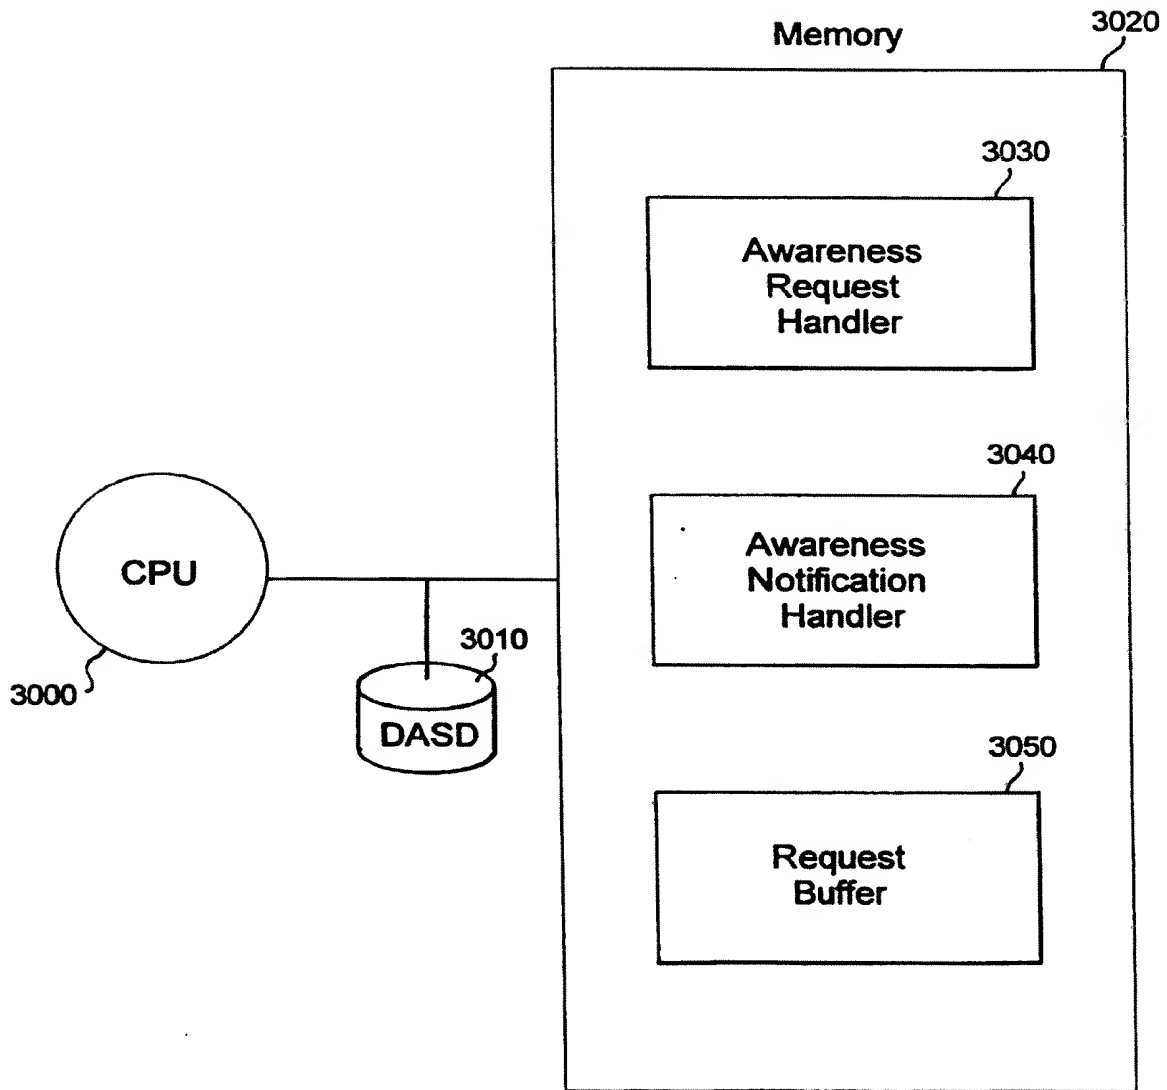 Memory
3020
3030
Awareness
Request
Handler
3040
Awareness
Notification
Handler
CPU
3000
3010
DASD
3050
Request
Buffer